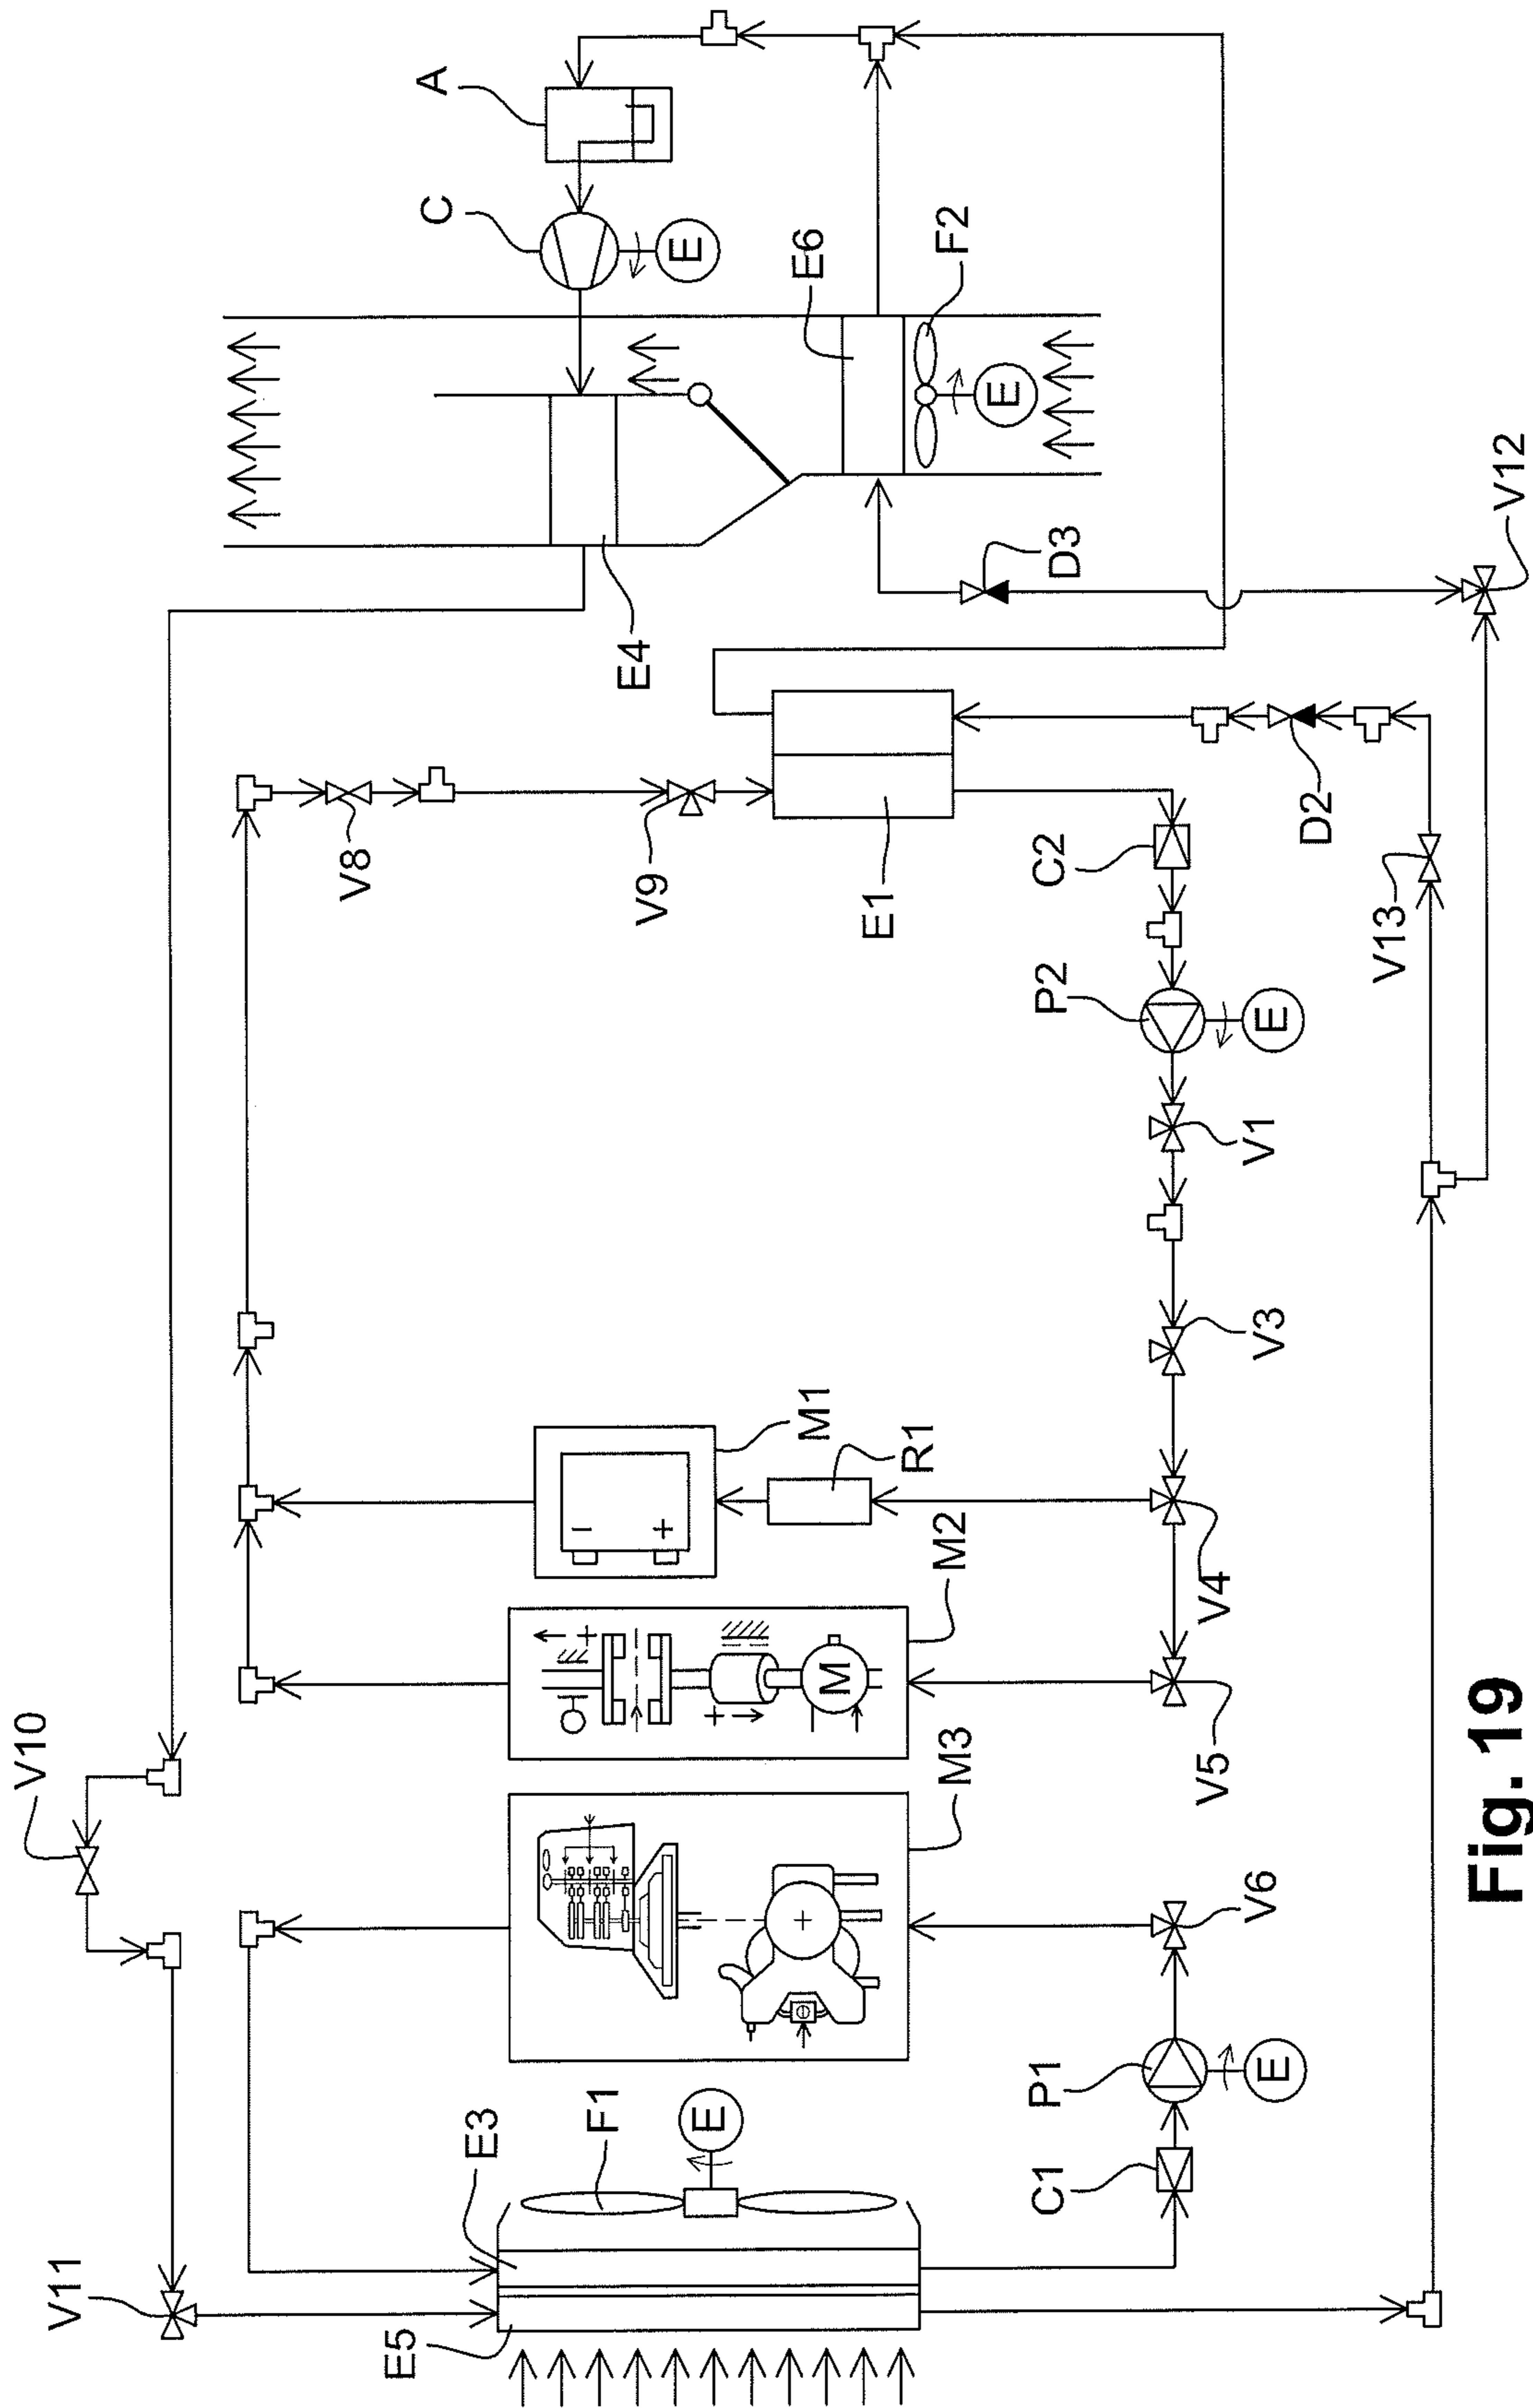 V10
V11
V8
E5
A
C
E3
F1
E4
V9
E
E
−
+
+
+
+
E6
M1
M
E1
R1
M2
F2
M3
E
P1
C1
P2
C2
D3
V5
V4
V6
V3
V1
E
E
D2
V13
V12
Fig. 19